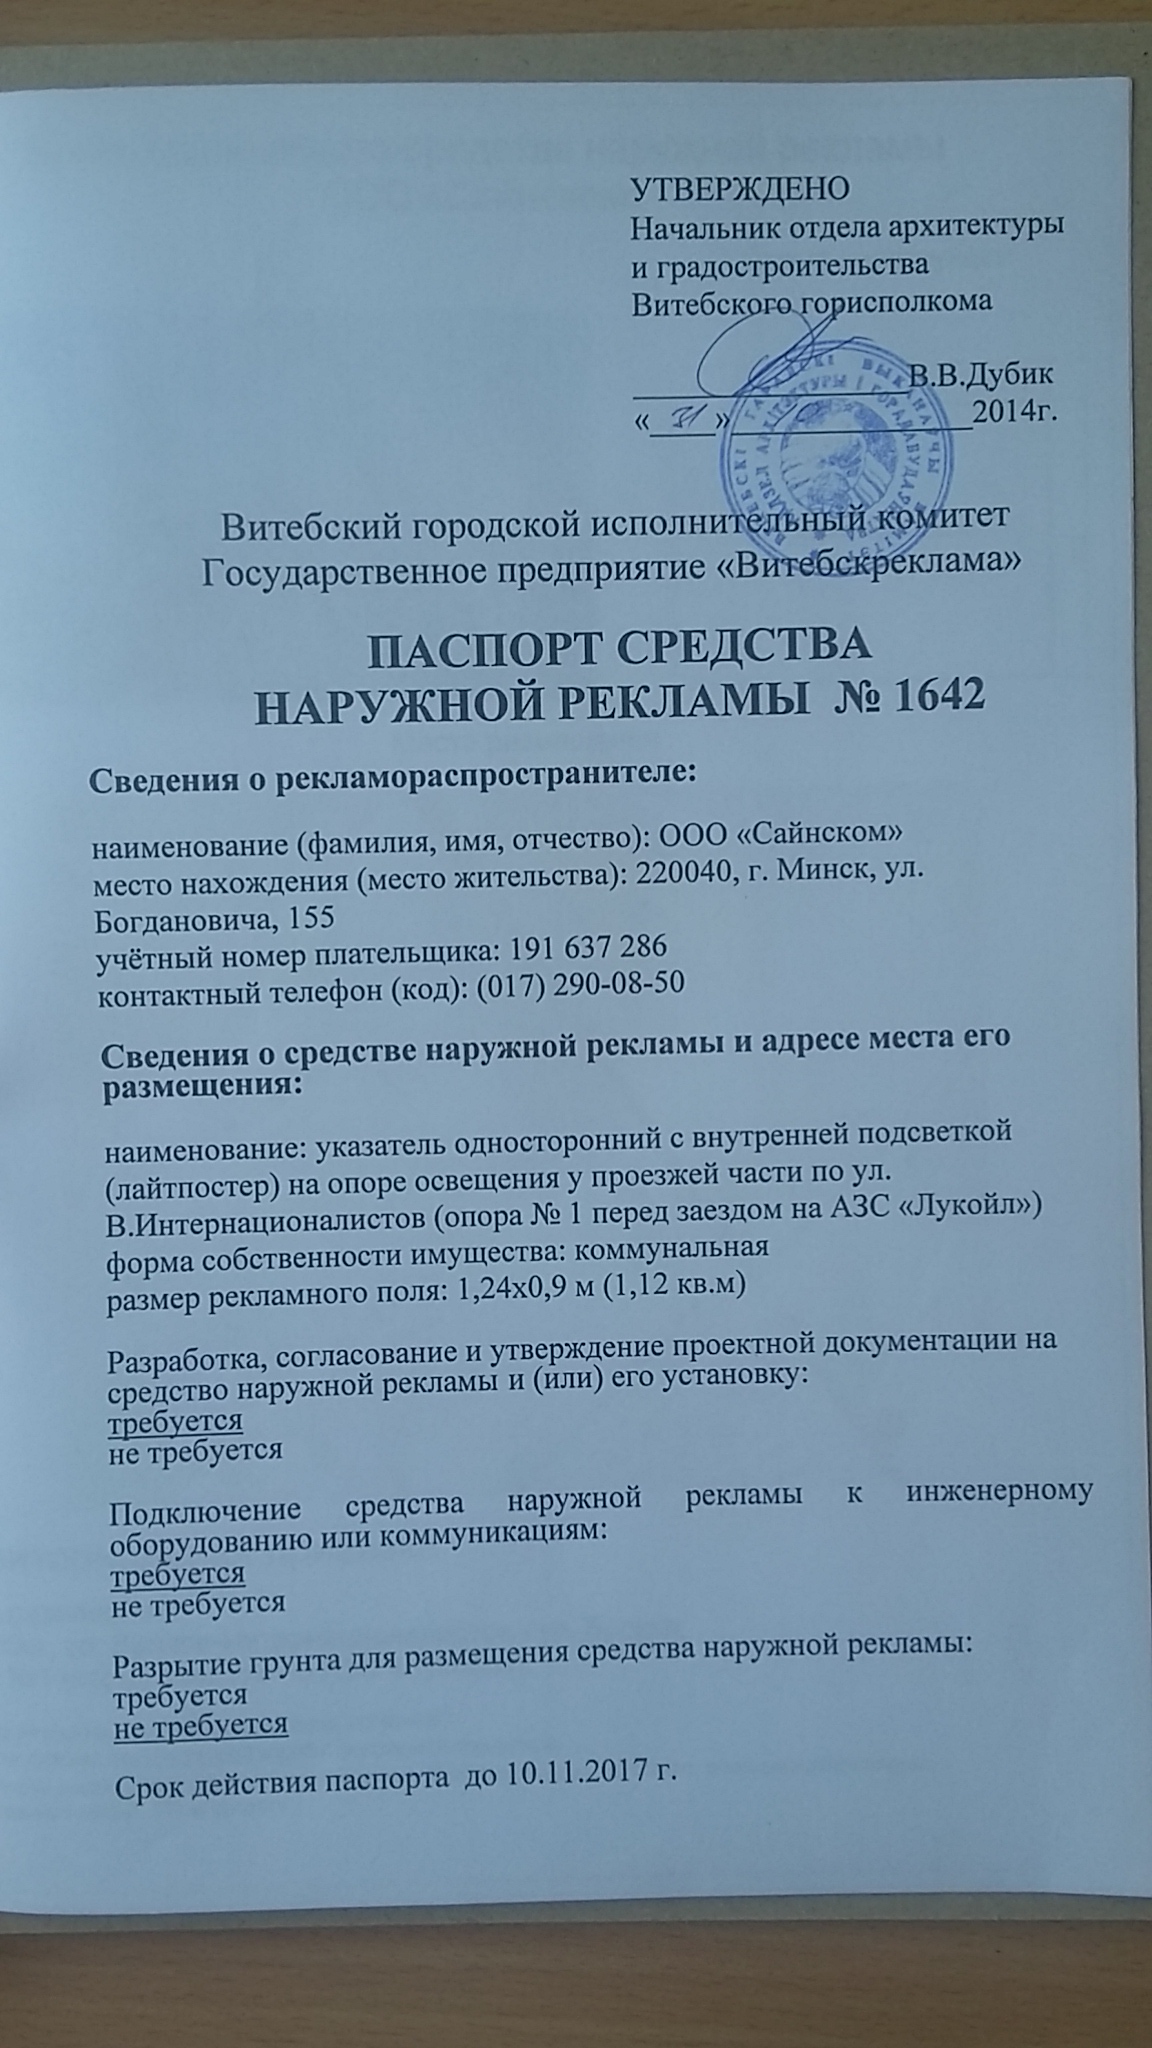 УТВЕРЖДЕНО
Начальник отдела архитектуры
и градостроительства
Витебского горисполкома
В.В.Дубик
«31» 10 2014г.
Витебский городской исполнительный комитет
Государственное предприятие «Витебскреклама»
ПАСПОРТ СРЕДСТВА
НАРУЖНОЙ РЕКЛАМЫ № 1642
Сведения о рекламораспространителе:
наименование (фамилия, имя, отчество): ООО «Сайнском»
место нахождения (место жительства): 220040, г. Минск, ул.
Богдановича, 155
учётный номер плательщика: 191 637 286
контактный телефон (код): (017) 290-08-50
Сведения о средстве наружной рекламы и адресе места его
размещения:
наименование: указатель односторонний с внутренней подсветкой
(лайтпостер) на опоре освещения у проезжей части по ул.
В.Интернационалистов (опора № 1 перед заездом на АЗС «Лукойл»)
форма собственности имущества: коммунальная
размер рекламного поля: 1,24х0,9 м (1,12 кв.м)
Разработка, согласование и утверждение проектной документации на
средство наружной рекламы и (или) его установку:
требуется
не требуется
Подключение средства наружной рекламы к инженерному
оборудованию или коммуникациям:
требуется
не требуется
Разрытие грунта для размещения средства наружной рекламы:
требуется
не требуется
Срок действия паспорта до 10.11.2017 г.